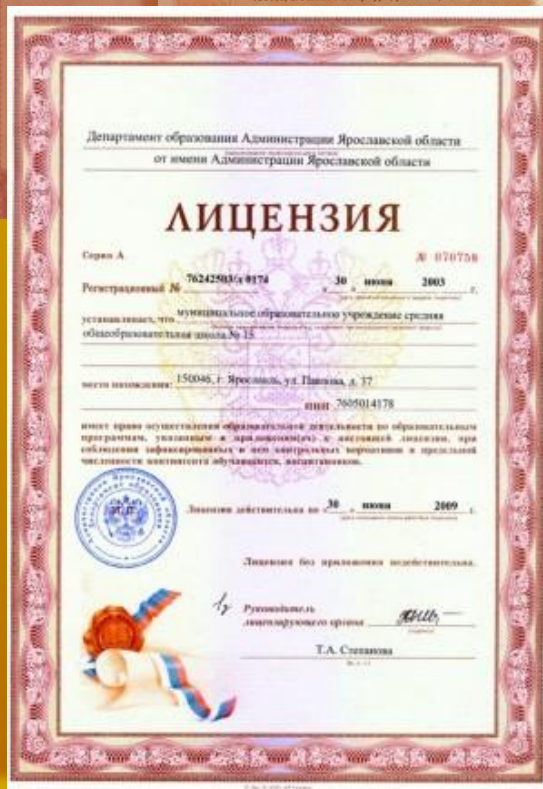 Департамент образования Администрации Ярославской области
от имени Администрации Ярославской области
ЛИЦЕНЗИЯ
Серия А № 070758
Регистрационный № « 30 » июня 2003 г.
устанавливает, что муниципальное образовательное учреждение средняя
общеобразовательная школа № 15
место нахождения: 150046, г. Ярославль, ул. Павлова, д. 37
ИНН 7605014178
имеет право осуществления образовательной деятельности по образовательным
программам, указанным в приложении(ях) к настоящей лицензии, при
соблюдении зафиксированных в нем контрольных нормативов и предельной
численности контингента обучающихся, воспитанников.
М.П.
Лицензия действительна по « 30 » июня 2009 г.
Лицензия без приложения недействительна.
Руководитель
лицензирующего органа
Т.А. Степанова